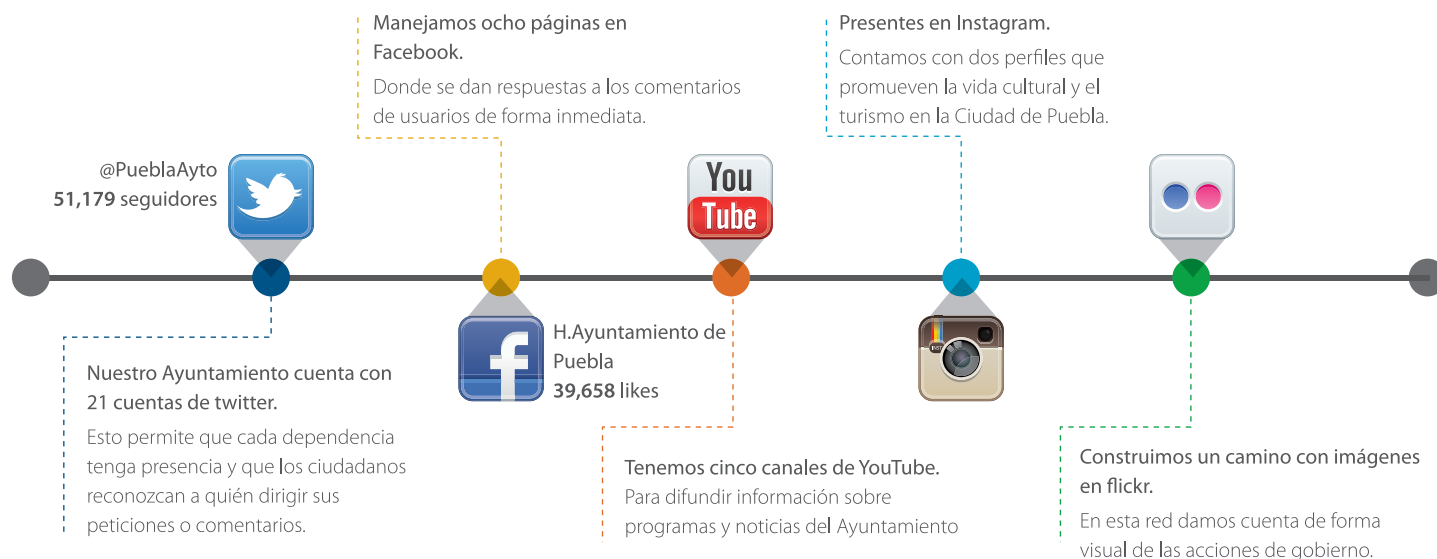 Manejamos ocho páginas en
Facebook.
Donde se dan respuestas a los comentarios
de usuarios de forma inmediata.
Presentes en Instagram.
Contamos con dos perfiles que
promueven la vida cultural y el
turismo en la Ciudad de Puebla.
@PueblaAyto
51,179 seguidores
You
Tube
f
H.Ayuntamiento de
Puebla
39,658 likes
INST
Nuestro Ayuntamiento cuenta con
21 cuentas de twitter.
Esto permite que cada dependencia
tenga presencia y que los ciudadanos
reconozcan a quién dirigir sus
peticiones o comentarios.
Tenemos cinco canales de YouTube.
Para difundir información sobre
programas y noticias del Ayuntamiento
Construimos un camino con imágenes
en flickr.
En esta red damos cuenta de forma
visual de las acciones de gobierno.